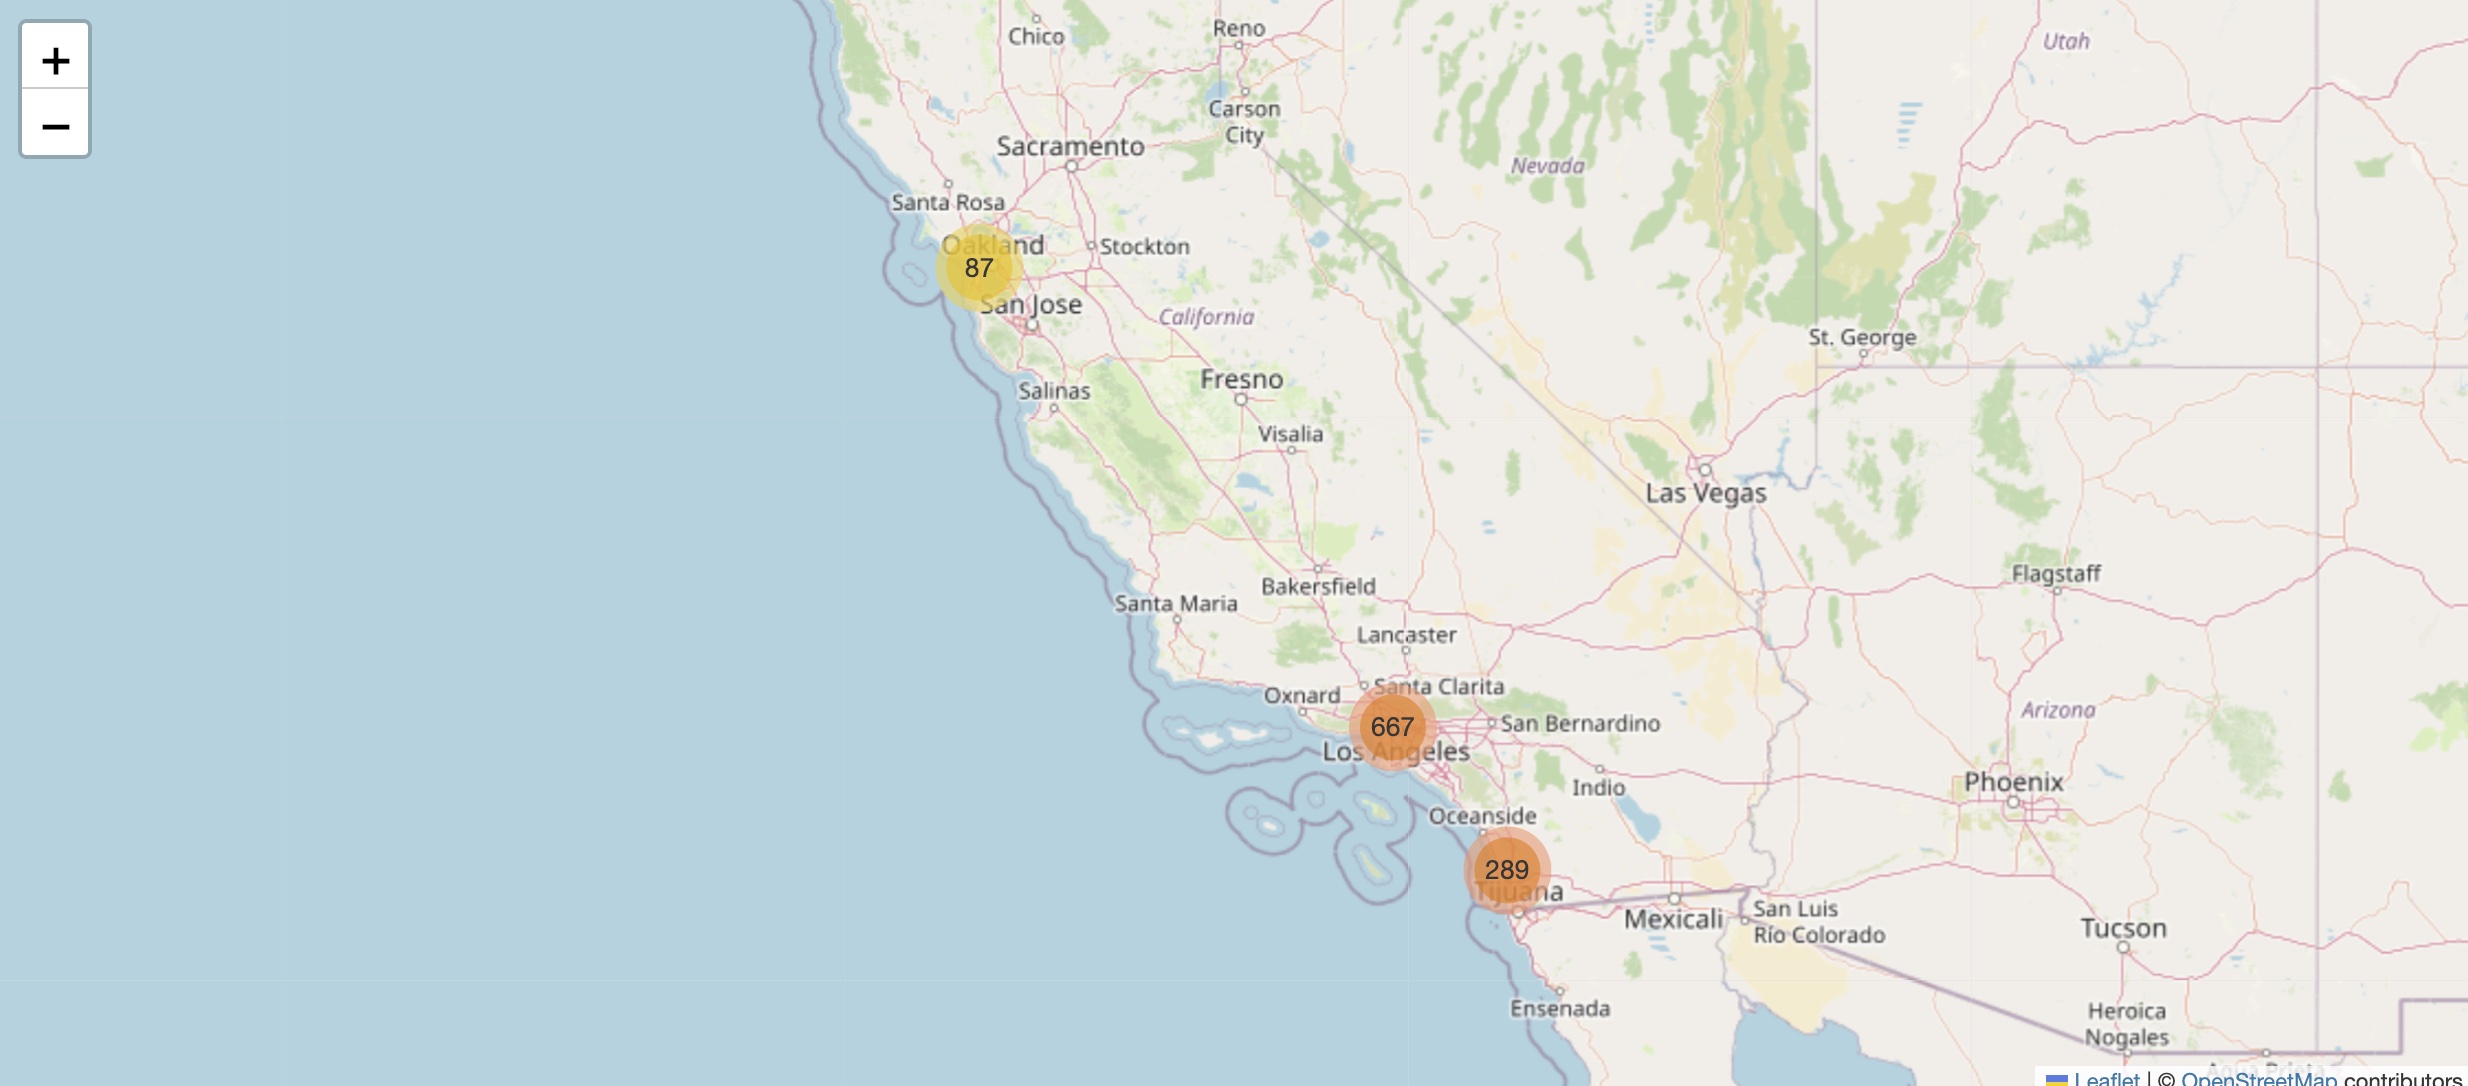 +
−
Chico
Reno
Utah
Carson
City
Sacramento
Nevada
Santa Rosa
Oakland
Stockton
87
San Jose
California
St. George
Fresno
Salinas
Visalia
Las Vegas
Flagstaff
Bakersfield
Santa Maria
Lancaster
Santa Clarita
Oxnard
Arizona
667
San Bernardino
Los Angeles
Phoenix
Indio
Oceanside
289
Tijuana
Mexicali
San Luis
Río Colorado
Tucson
Ensenada
Heroica
Nogales
Agua Prieta
Leaflet | © OpenStreetMap contributors